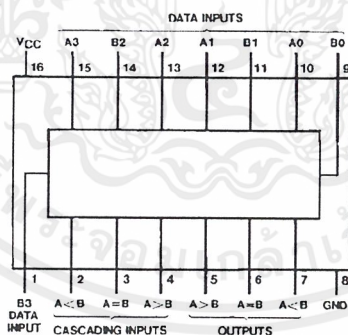 DATA INPUTS
VCC A3 B2 A2 A1 B1 A0 B0
16 15 14 13 12 11 10 9
1 2 3 4 5 6 7 8
B3 A<B A=B A>B A>B A=B A<B GND
DATA INPUT CASCADING INPUTS OUTPUTS